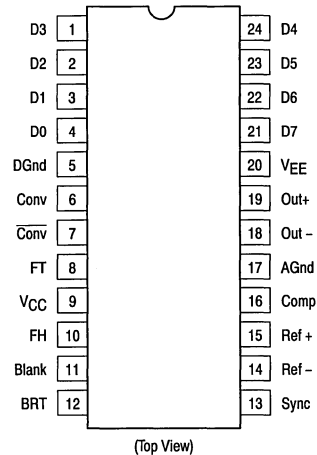 D3 1 24 D4
D2 2 23 D5
D1 3 22 D6
D0 4 21 D7
DGnd 5 20 VEE
Conv 6 19 Out+
C̅o̅n̅v̅ 7 18 Out –
FT 8 17 AGnd
VCC 9 16 Comp
FH 10 15 Ref +
Blank 11 14 Ref –
BRT 12 13 Sync
(Top View)